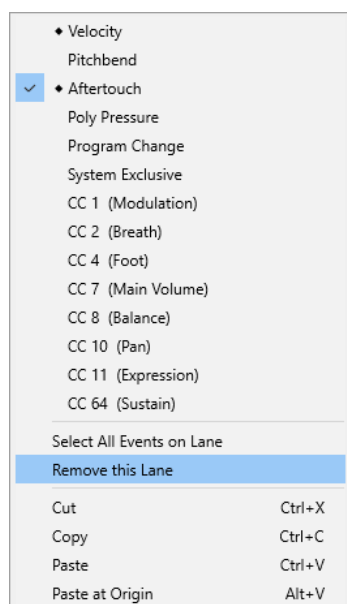 ◆ Velocity
Pitchbend
✓ ◆ Aftertouch
Poly Pressure
Program Change
System Exclusive
CC 1 (Modulation)
CC 2 (Breath)
CC 4 (Foot)
CC 7 (Main Volume)
CC 8 (Balance)
CC 10 (Pan)
CC 11 (Expression)
CC 64 (Sustain)
Select All Events on Lane
Remove this Lane
Cut Ctrl+X
Copy Ctrl+C
Paste Ctrl+V
Paste at Origin Alt+V